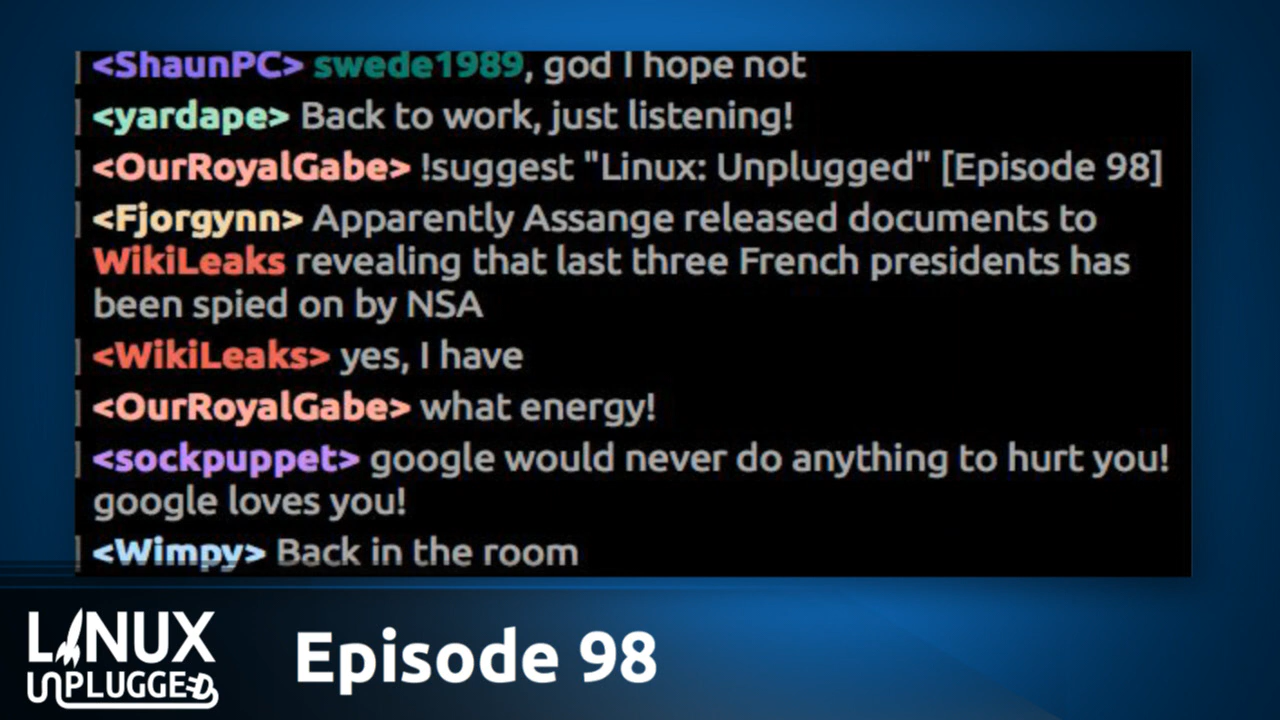 <ShaunPC> swede1989, god I hope not
<yardape> Back to work, just listening!
<OurRoyalGabe> !suggest "Linux: Unplugged" [Episode 98]
<Fjorgynn> Apparently Assange released documents to
WikiLeaks revealing that last three French presidents has
been spied on by NSA
<WikiLeaks> yes, I have
<OurRoyalGabe> what energy!
<sockpuppet> google would never do anything to hurt you!
google loves you!
<Wimpy> Back in the room
LINUX
UNPLUGGED
Episode 98